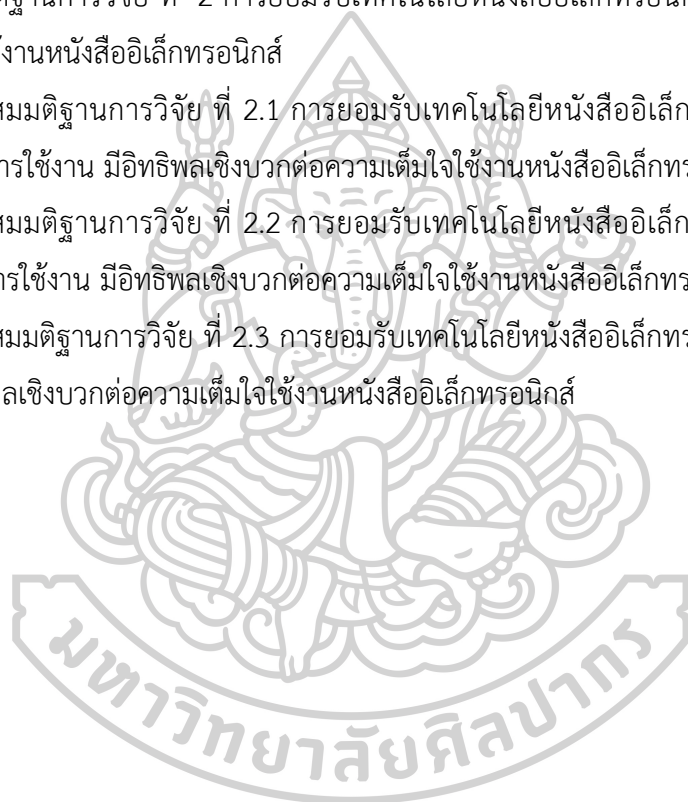 ฐานการวิจัย ที่ 2 การยอมรับเทคโนโลยีหนังสืออิเล็กทรอนิก
งานหนังสืออิเล็กทรอนิกส์
สมมติฐานการวิจัย ที่ 2.1 การยอมรับเทคโนโลยีหนังสืออิเล็ก
การใช้งาน มีอิทธิพลเชิงบวกต่อความเต็มใจใช้งานหนังสืออิเล็กทร
สมมติฐานการวิจัย ที่ 2.2 การยอมรับเทคโนโลยีหนังสืออิเล็ก
การใช้งาน มีอิทธิพลเชิงบวกต่อความเต็มใจใช้งานหนังสืออิเล็กทร
สมมติฐานการวิจัย ที่ 2.3 การยอมรับเทคโนโลยีหนังสืออิเล็กทร
ลเชิงบวกต่อความเต็มใจใช้งานหนังสืออิเล็กทรอนิกส์
มหาวิทยาลัยศิลปากร